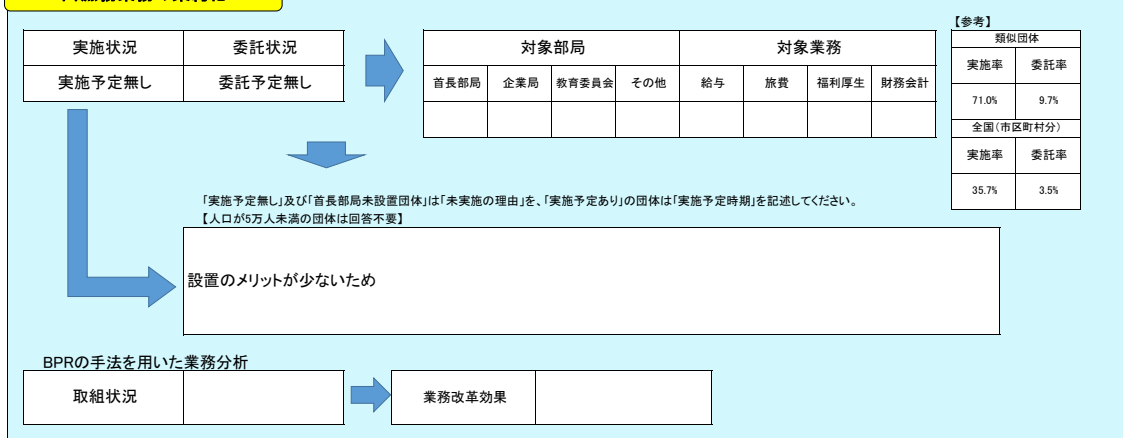 【参考】
実施状況 委託状況 対象部局 対象業務 類似団体
実施予定無し 委託予定無し 首長部局 企業局 教育委員会 その他 給与 旅費 福利厚生 財務会計 実施率 委託率
71.0% 9.7%
全国(市区町村分)
実施率 委託率
35.7% 3.5%
「実施予定無し」及び「首長部局未設置団体」は「未実施の理由」を、「実施予定あり」の団体は「実施予定時期」を記述してください。
【人口が5万人未満の団体は回答不要】
設置のメリットが少ないため
BPRの手法を用いた業務分析
取組状況 業務改革効果